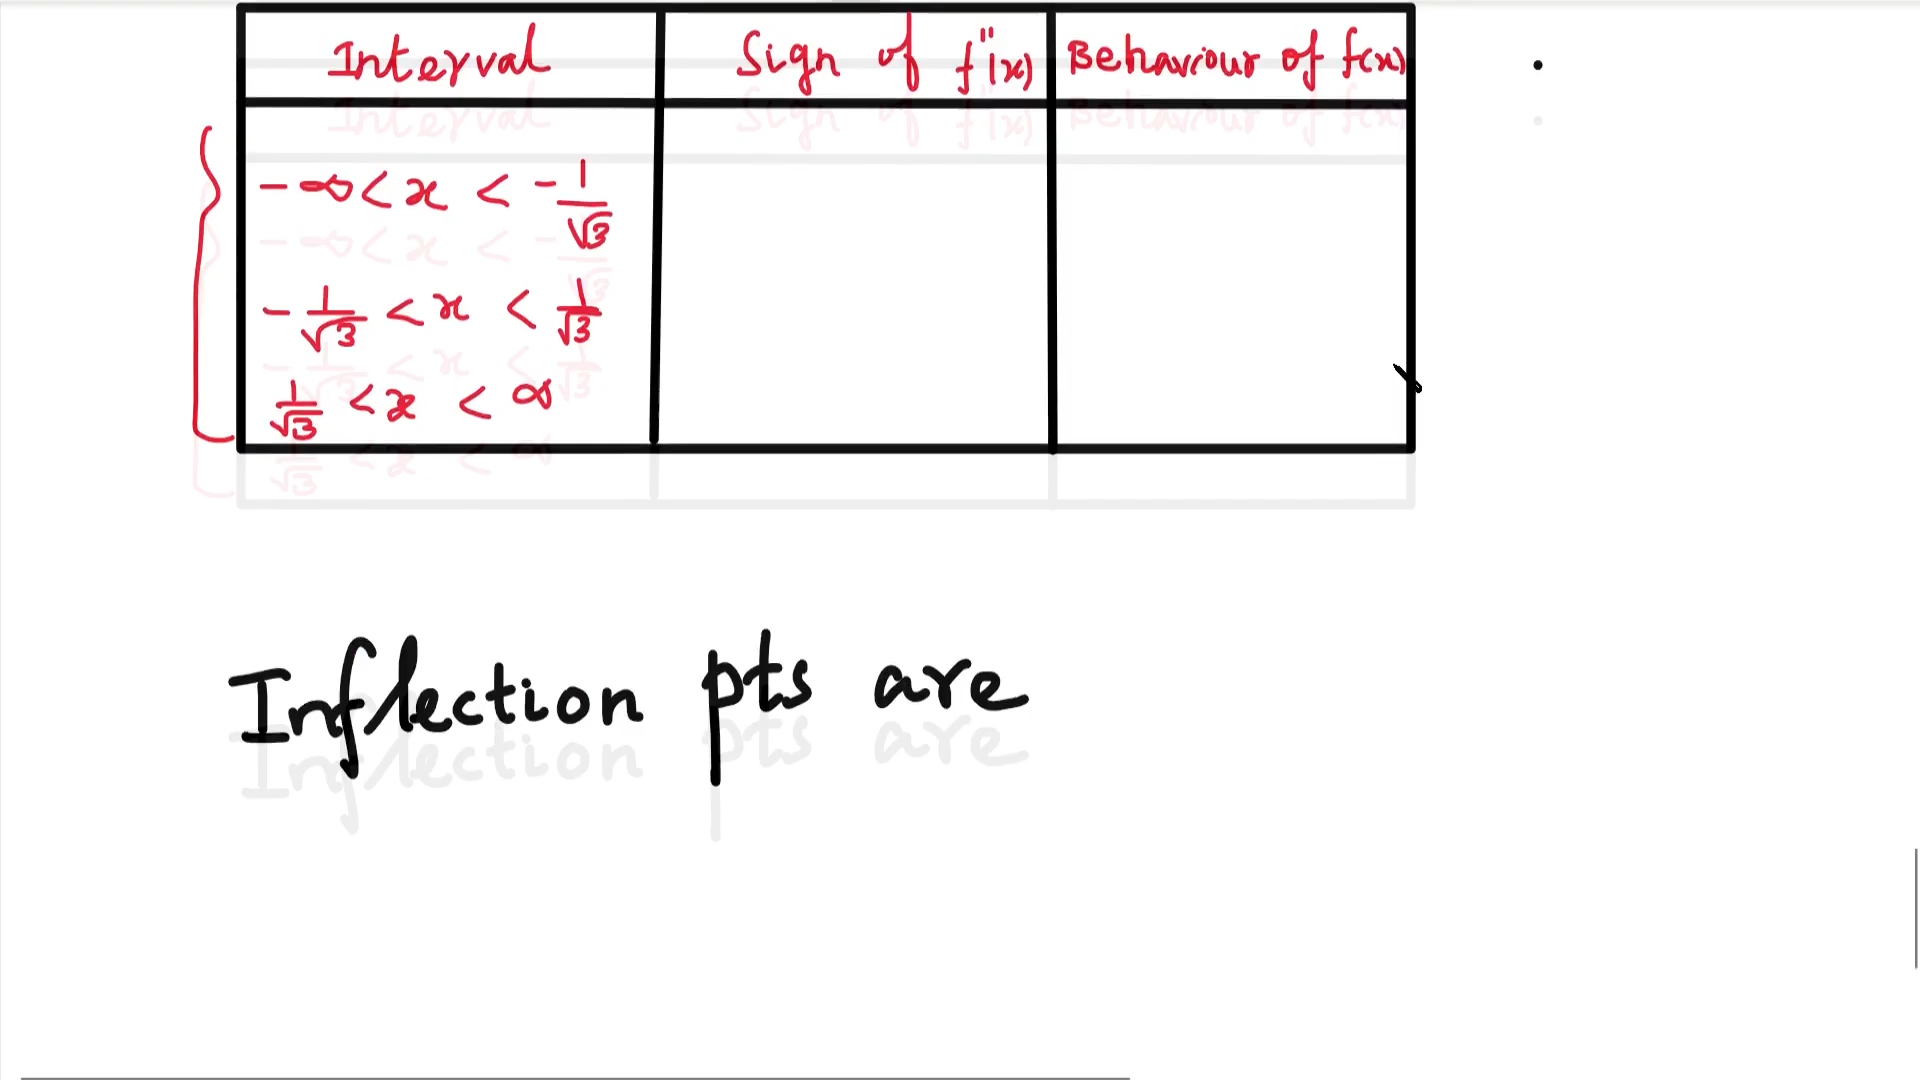 Interval Sign of f"(x) Behaviour of f(x)
-∞ < x < -1/√3
-1/√3 < x < 1/√3
1/√3 < x < ∞
Inflection pts are